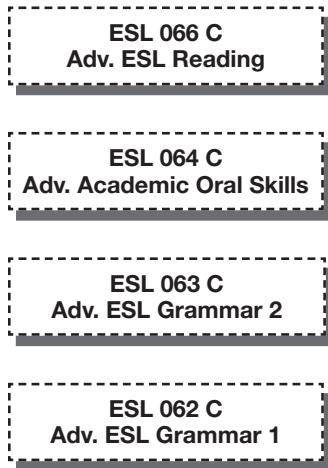 ESL 066 C
Adv. ESL Reading
ESL 064 C
Adv. Academic Oral Skills
ESL 063 C
Adv. ESL Grammar 2
ESL 062 C
Adv. ESL Grammar 1